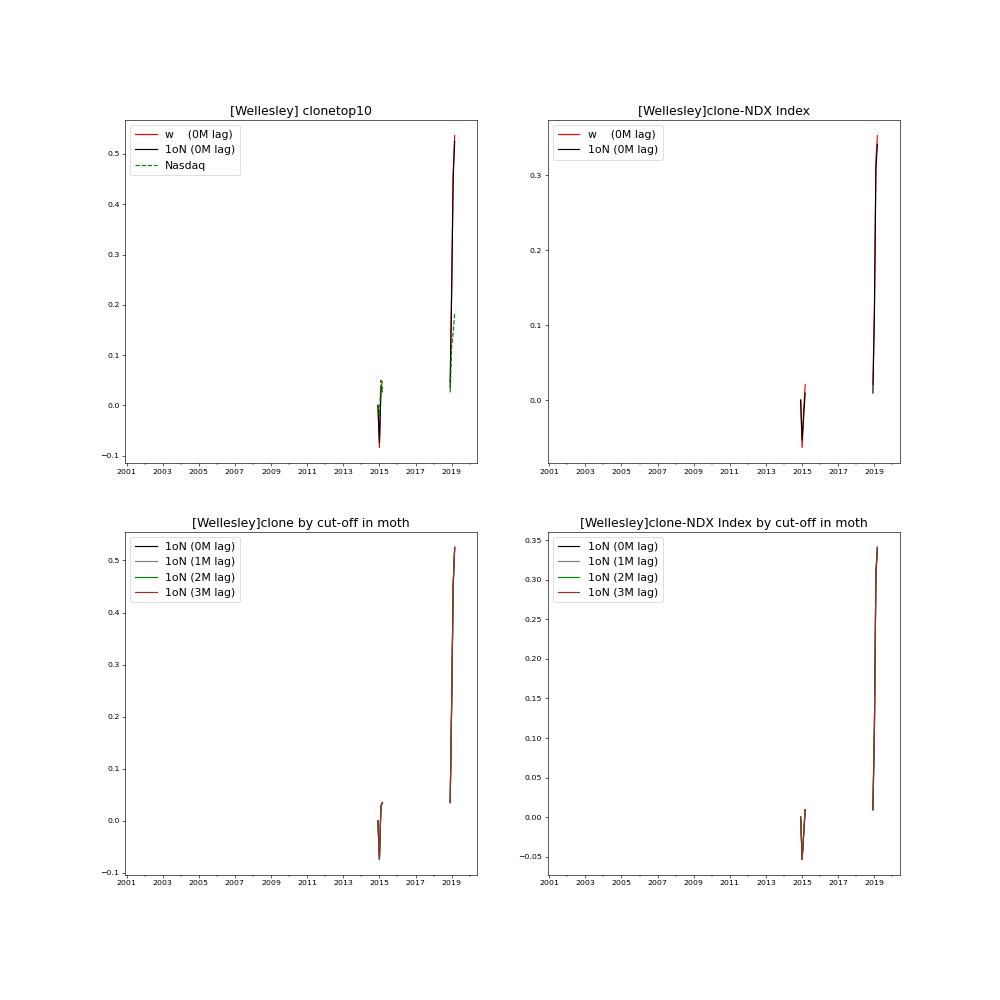 [Wellesley] clonetop10
w (0M lag)
1oN (0M lag)
Nasdaq
0.5
0.4
0.3
0.2
0.1
0.0
−0.1
2001 2003 2005 2007 2009 2011 2013 2015 2017 2019
[Wellesley]clone-NDX Index
w (0M lag)
1oN (0M lag)
0.3
0.2
0.1
0.0
2001 2003 2005 2007 2009 2011 2013 2015 2017 2019
[Wellesley]clone by cut-off in moth
1oN (0M lag)
1oN (1M lag)
1oN (2M lag)
1oN (3M lag)
0.5
0.4
0.3
0.2
0.1
0.0
−0.1
2001 2003 2005 2007 2009 2011 2013 2015 2017 2019
[Wellesley]clone-NDX Index by cut-off in moth
1oN (0M lag)
1oN (1M lag)
1oN (2M lag)
1oN (3M lag)
0.35
0.30
0.25
0.20
0.15
0.10
0.05
0.00
−0.05
2001 2003 2005 2007 2009 2011 2013 2015 2017 2019